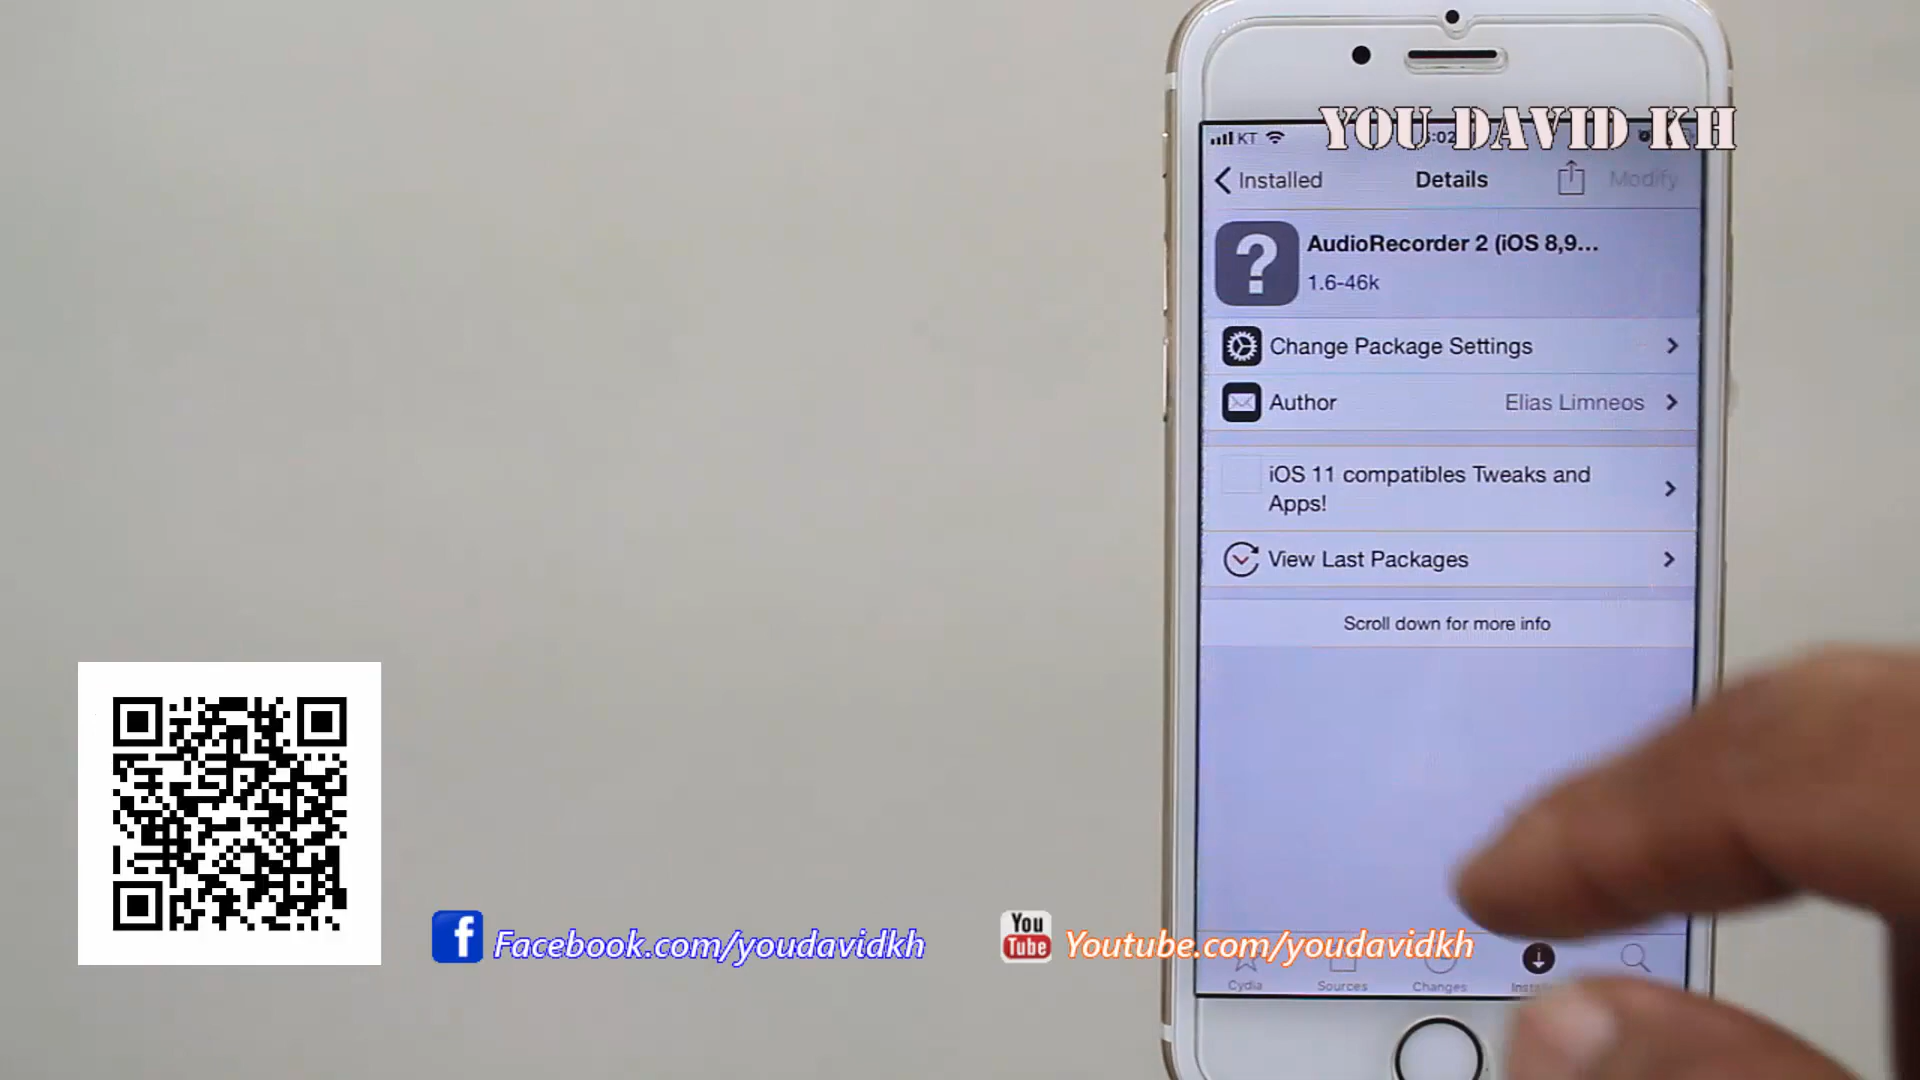 YOU DAVID KH
KT
Installed
Details
Modify
AudioRecorder 2 (iOS 8,9...
1.6-46k
Change Package Settings
Author
Elias Limneos
iOS 11 compatibles Tweaks and
Apps!
View Last Packages
Scroll down for more info
Facebook.com/youdavidkh
You
Tube
Youtube.com/youdavidkh
Cydia
Sources
Changes